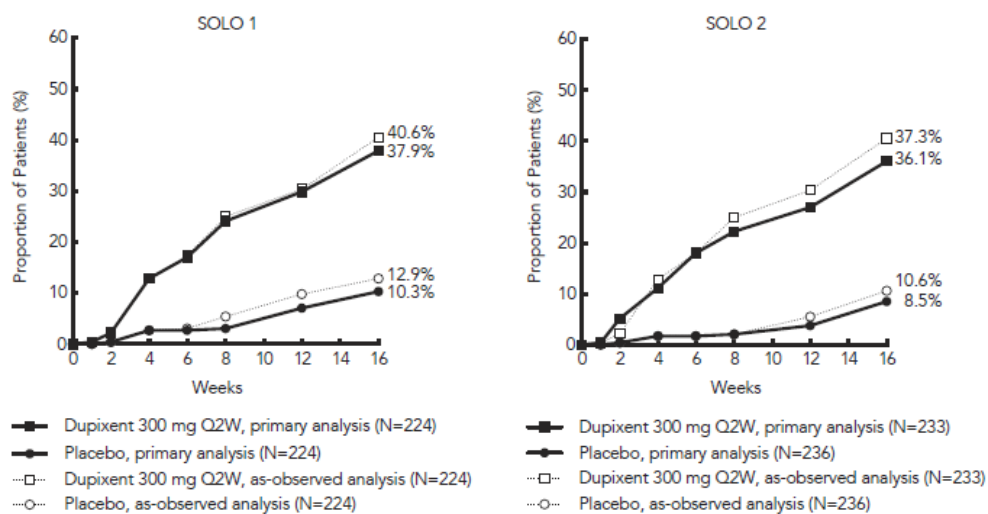 SOLO 1
60
50
40
30
20
10
0
Proportion of Patients (%)
40.6%
37.9%
12.9%
10.3%
0 2 4 6 8 10 12 14 16
Weeks
Dupixent 300 mg Q2W, primary analysis (N=224)
Placebo, primary analysis (N=224)
Dupixent 300 mg Q2W, as-observed analysis (N=224)
Placebo, as-observed analysis (N=224)
SOLO 2
60
50
40
30
20
10
0
Proportion of Patients (%)
37.3%
36.1%
10.6%
8.5%
0 2 4 6 8 10 12 14 16
Weeks
Dupixent 300 mg Q2W, primary analysis (N=233)
Placebo, primary analysis (N=236)
Dupixent 300 mg Q2W, as-observed analysis (N=233)
Placebo, as-observed analysis (N=236)